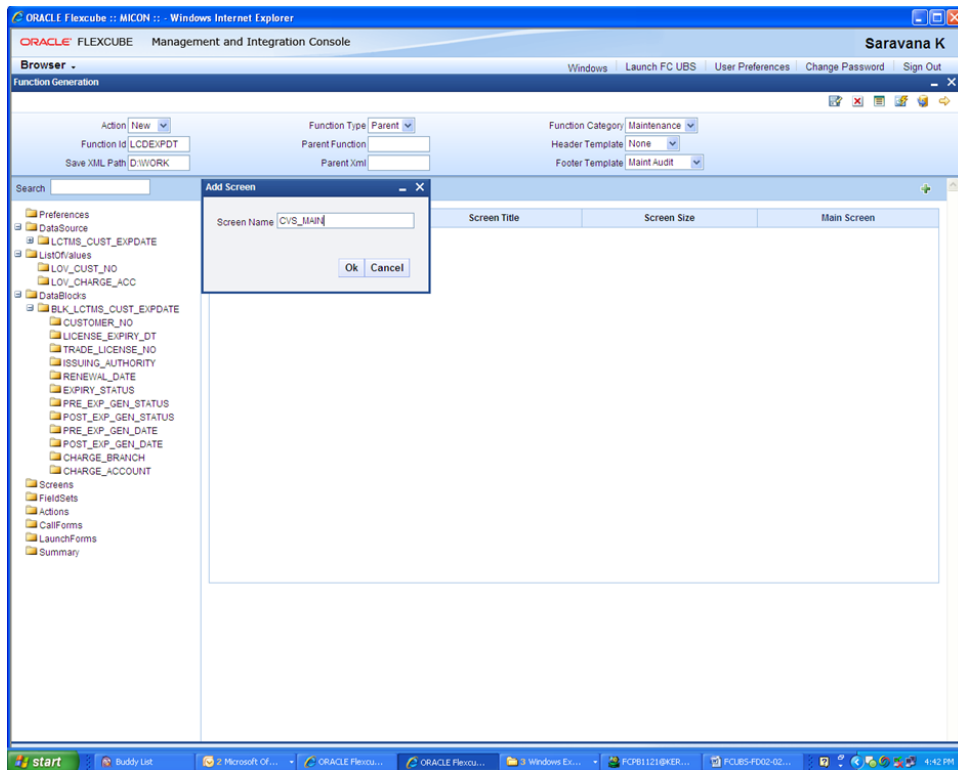 ORACLE Flexcube :: MICON :: - Windows Internet Explorer
ORACLE FLEXCUBE Management and Integration Console Saravana K
Browser Windows Launch FC UBS User Preferences Change Password Sign Out
Function Generation
Action New Function Type Parent Function Category Maintenance
Function Id LCDEXPDT Parent Function Header Template None
Save XML Path D:\WORK Parent Xml Footer Template Maint Audit
Search
Add Screen
Screen Name CVS_MAIN
Ok Cancel
Screen Title Screen Size Main Screen
Preferences
DataSource
LCTMS_CUST_EXPDATE
ListOfValues
LOV_CUST_NO
LOV_CHARGE_ACC
DataBlocks
BLK_LCTMS_CUST_EXPDATE
CUSTOMER_NO
LICENSE_EXPIRY_DT
TRADE_LICENSE_NO
ISSUING_AUTHORITY
RENEWAL_DATE
EXPIRY_STATUS
PRE_EXP_GEN_STATUS
POST_EXP_GEN_STATUS
PRE_EXP_GEN_DATE
POST_EXP_GEN_DATE
CHARGE_BRANCH
CHARGE_ACCOUNT
Screens
FieldSets
Actions
CallForms
LaunchForms
Summary
start Buddy List 2 Microsoft Of... ORACLE Flexcu... ORACLE Flexcu... 3 Windows Ex... FCPB1121@KER... FCUBS-FD02-02... 4:42 PM